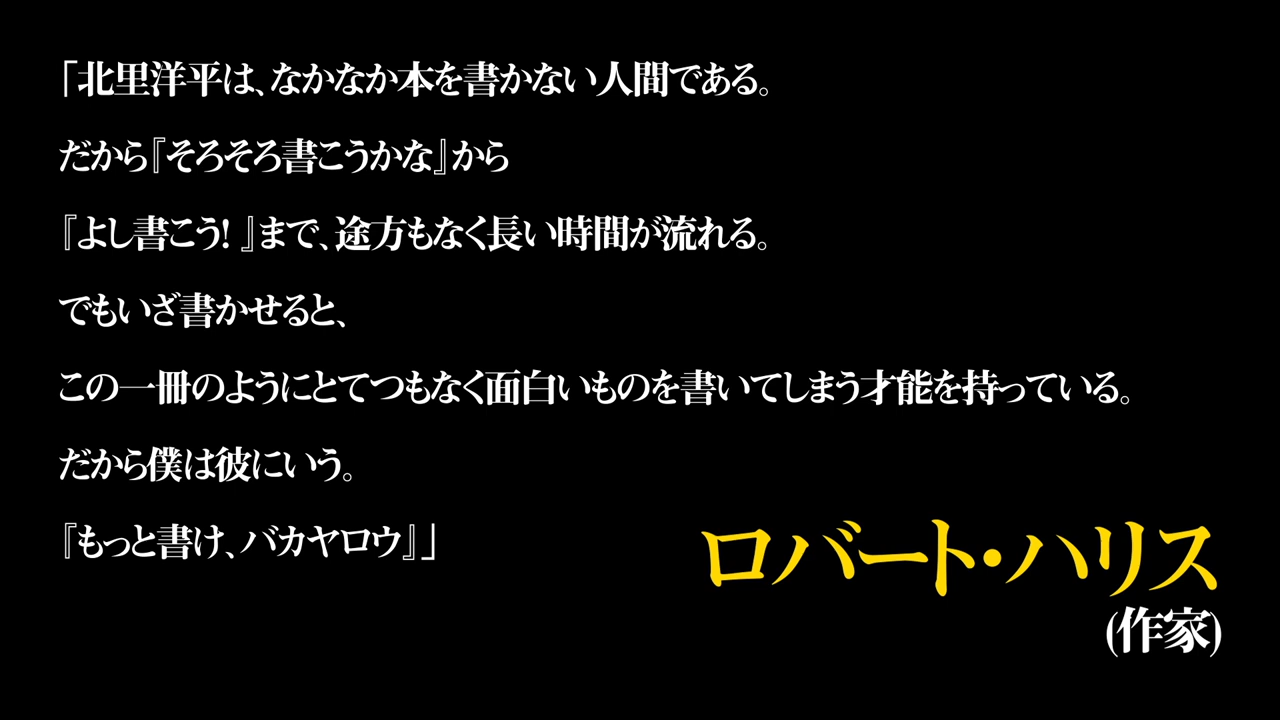 「北里洋平は、なかなか本を書かない人間である。
だから『そろそろ書こうかな』から
『よし書こう! 』まで、途方もなく長い時間が流れる。
でもいざ書かせると、
この一冊のようにとてつもなく面白いものを書いてしまう才能を持っている。
だから僕は彼にいう。
『もっと書け、バカヤロウ』」
ロバート・ハリス
(作家)